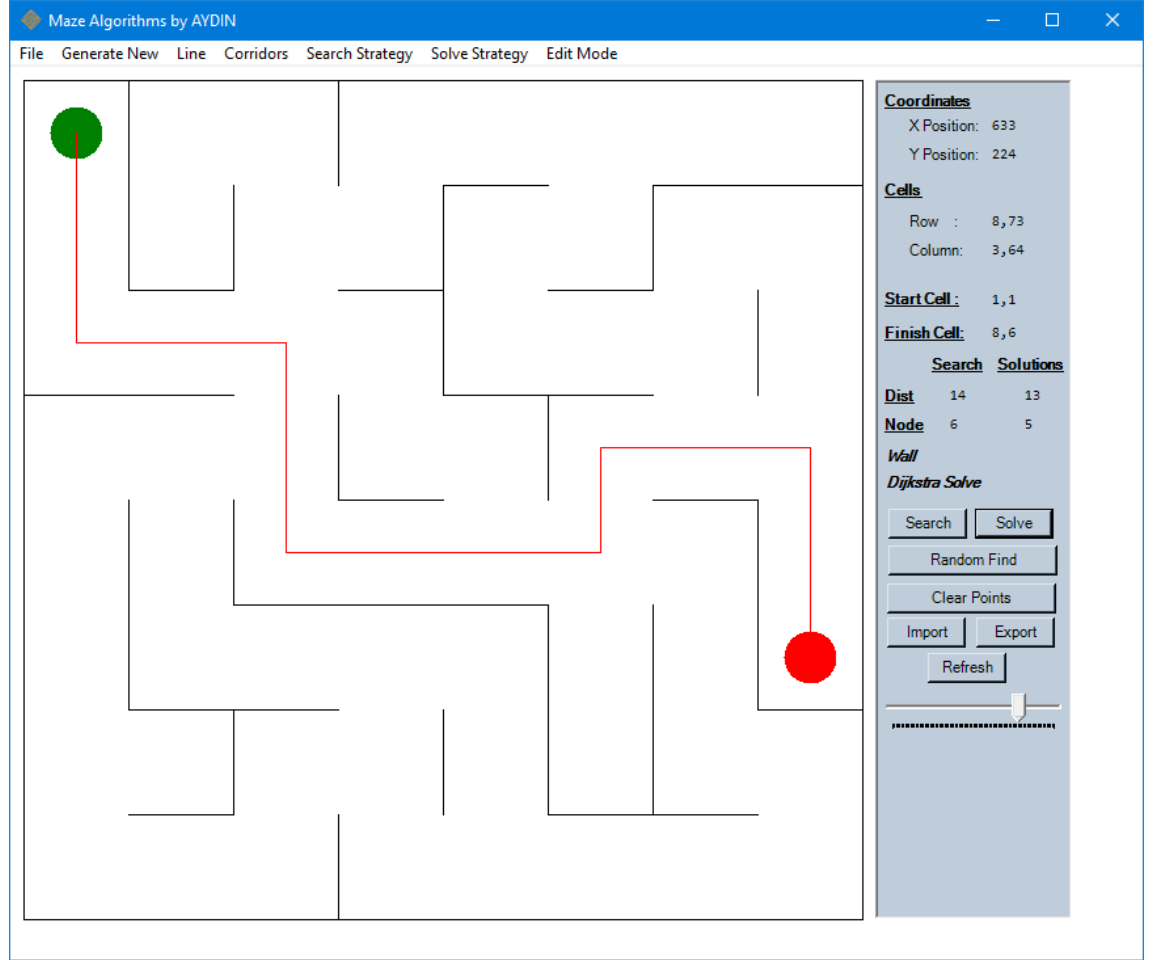 Maze Algorithms by AYDIN
File Generate New Line Corridors Search Strategy Solve Strategy Edit Mode
Coordinates
X Position: 633
Y Position: 224
Cells
Row : 8,73
Column: 3,64
Start Cell : 1,1
Finish Cell: 8,6
Search Solutions
Dist 14 13
Node 6 5
Wall
Dijkstra Solve
Search Solve
Random Find
Clear Points
Import Export
Refresh